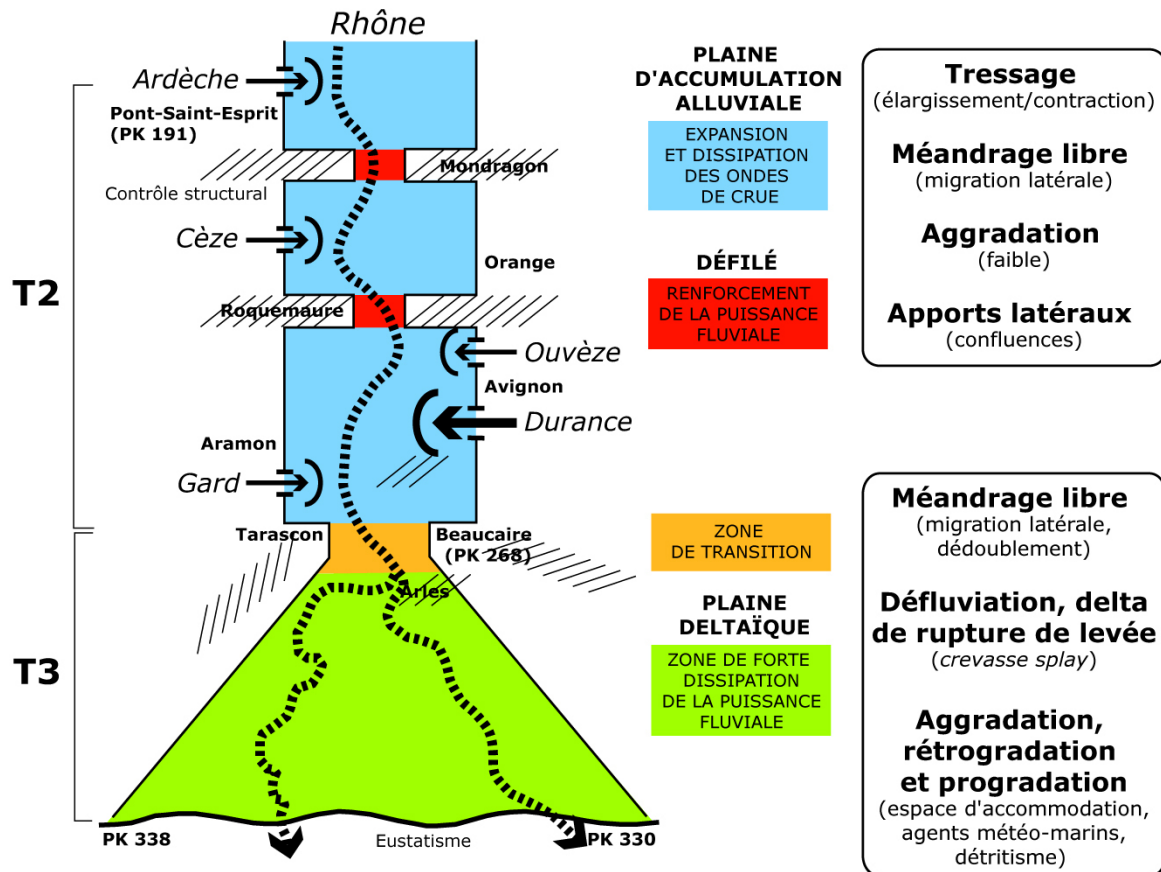 Rhône
Ardèche
Pont-Saint-Esprit
(PK 191)
Mondragon
Contrôle structural
Cèze
Orange
Roquemaure
Ouvèze
Avignon
Durance
Aramon
Gard
Tarascon
Beaucaire
(PK 268)
Arles
T2
T3
PK 338
Eustatisme
PK 330
PLAINE
D'ACCUMULATION
ALLUVIALE
EXPANSION
ET DISSIPATION
DES ONDES
DE CRUE
DÉFILÉ
RENFORCEMENT
DE LA PUISSANCE
FLUVIALE
ZONE
DE TRANSITION
PLAINE
DELTAÏQUE
ZONE DE FORTE
DISSIPATION
DE LA PUISSANCE
FLUVIALE
Tressage
(élargissement/contraction)
Méandrage libre
(migration latérale)
Aggradation
(faible)
Apports latéraux
(confluences)
Méandrage libre
(migration latérale,
dédoublement)
Défluviation, delta
de rupture de levée
(crevasse splay)
Aggradation,
rétrogradation
et progradation
(espace d'accommodation,
agents météo-marins,
détritisme)